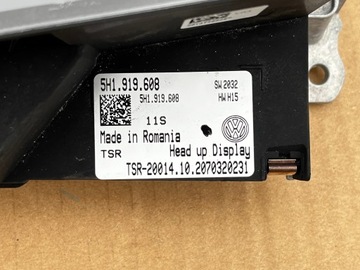 5H1.919.608 SW 2032
5H1.919.608 HW H15
11S
Made in Romania
TSR Head up Display
TSR-20014.10.2070320231